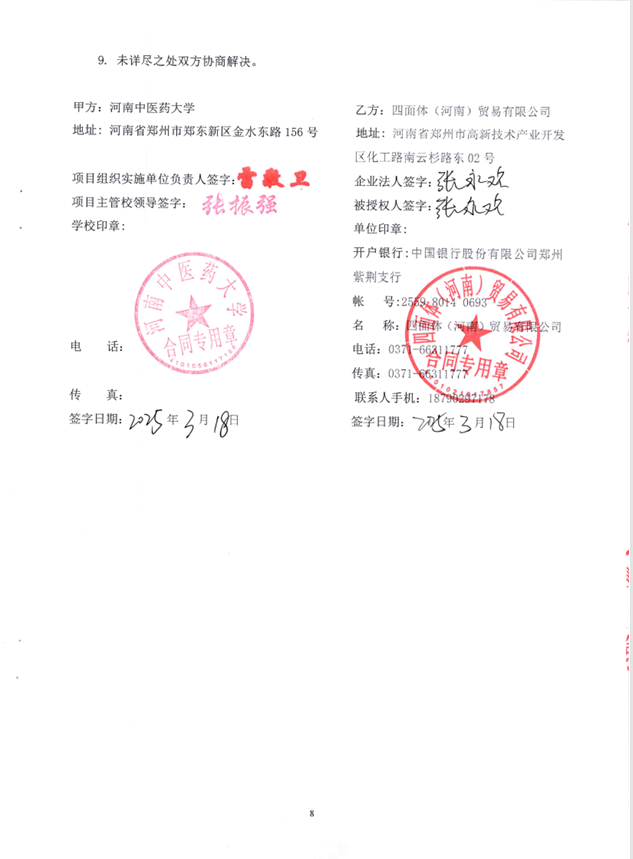 9. 未详尽之处双方协商解决。
甲方：河南中医药大学
地址：河南省郑州市郑东新区金水东路 156 号
项目组织实施单位负责人签字：雷敬卫
项目主管校领导签字：张振强
学校印章：
河南中医药大学
合同专用章
电 话：
传 真：
签字日期：2025 年 3 月 18 日
乙方：四面体（河南）贸易有限公司
地址：河南省郑州市高新技术产业开发
区化工路南云杉路东 02 号
企业法人签字：张永欢
被授权人签字：张永欢
单位印章：
开户银行：中国银行股份有限公司郑州
紫荆支行
帐 号：2559 8014 0693
名 称：四面体（河南）贸易有限公司
电话：0371-66311777
传真：0371-66311777
联系人手机：18790297178
签字日期：2025 年 3 月 18 日
四面体（河南）贸易有限公司
合同专用章
8